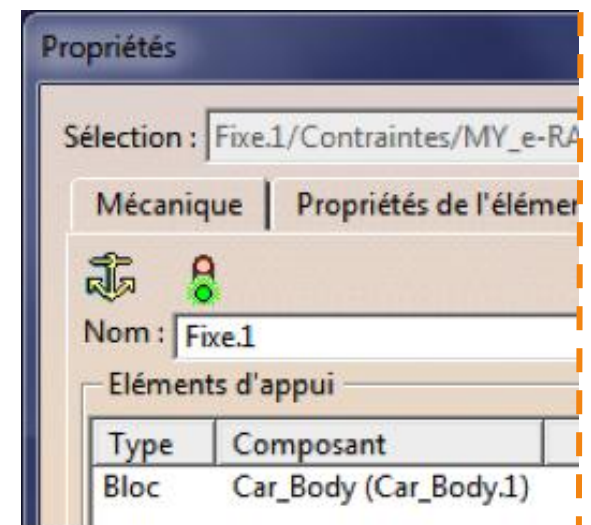 Propriétés
Sélection : Fixe.1/Contraintes/MY_e-RA
Mécanique Propriétés de l'élémen
Nom : Fixe.1
Eléments d'appui
Type Composant
Bloc Car_Body (Car_Body.1)